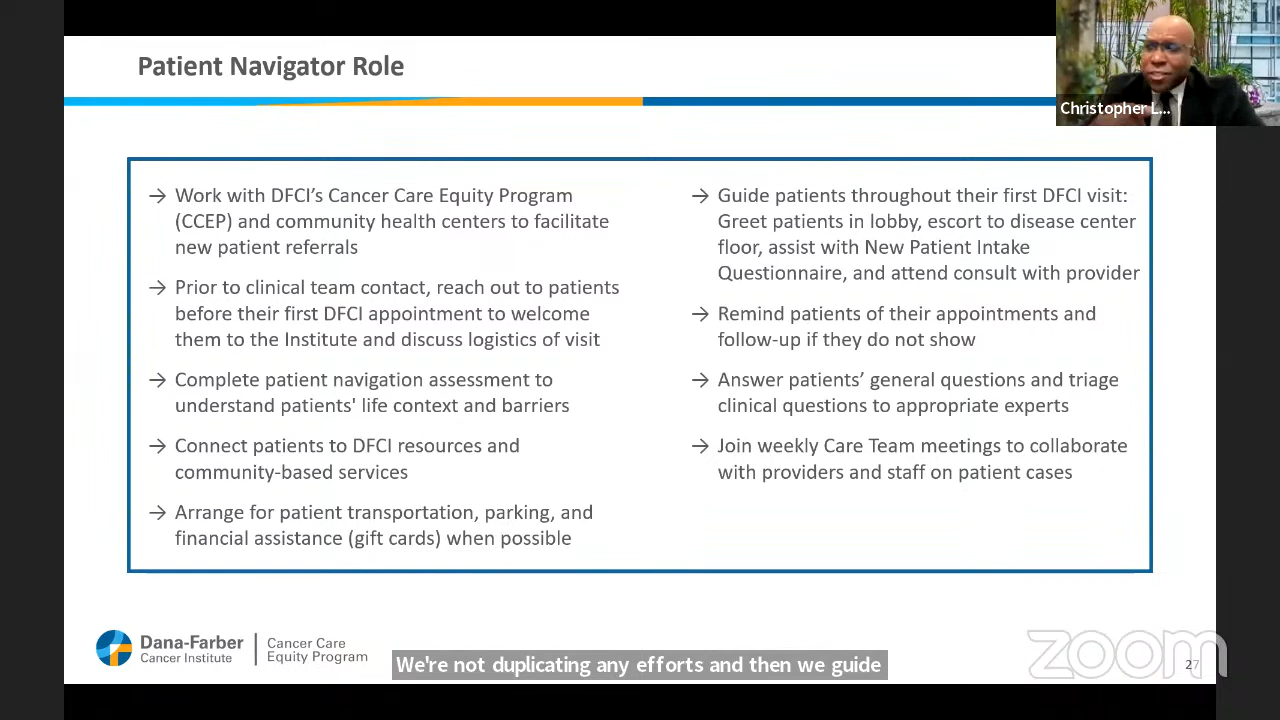 Patient Navigator Role
Christopher L...
→ Work with DFCI's Cancer Care Equity Program
(CCEP) and community health centers to facilitate
new patient referrals
→ Prior to clinical team contact, reach out to patients
before their first DFCI appointment to welcome
them to the Institute and discuss logistics of visit
→ Complete patient navigation assessment to
understand patients' life context and barriers
→ Connect patients to DFCI resources and
community-based services
→ Arrange for patient transportation, parking, and
financial assistance (gift cards) when possible
→ Guide patients throughout their first DFCI visit:
Greet patients in lobby, escort to disease center
floor, assist with New Patient Intake
Questionnaire, and attend consult with provider
→ Remind patients of their appointments and
follow-up if they do not show
→ Answer patients’ general questions and triage
clinical questions to appropriate experts
→ Join weekly Care Team meetings to collaborate
with providers and staff on patient cases
Dana-Farber
Cancer Institute
Cancer Care
Equity Program
We're not duplicating any efforts and then we guide
zoom
27